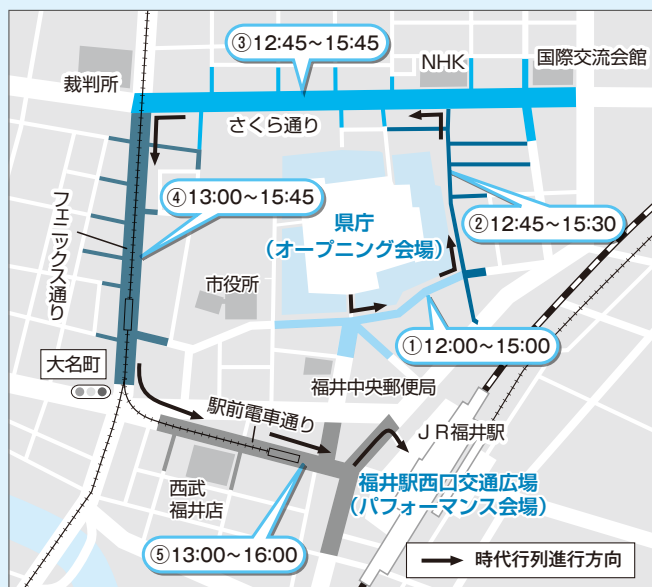 ③12:45～15:45
NHK
国際交流会館
裁判所
さくら通り
フェニックス通り
④13:00～15:45
県庁
（オープニング会場）
②12:45～15:30
市役所
①12:00～15:00
大名町
福井中央郵便局
駅前電車通り
ＪＲ福井駅
西武
福井店
福井駅西口交通広場
（パフォーマンス会場）
⑤13:00～16:00
時代行列進行方向